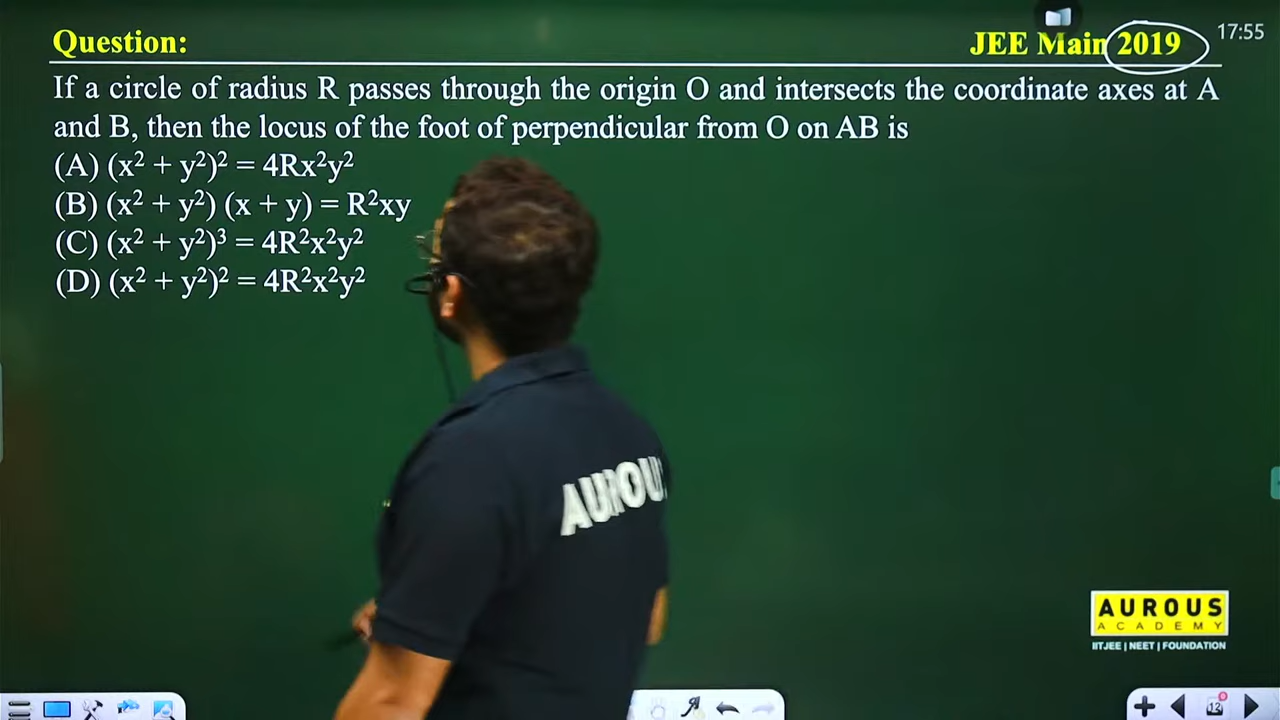 Question:
JEE Main 2019
17:55
If a circle of radius R passes through the origin O and intersects the coordinate axes at A
and B, then the locus of the foot of perpendicular from O on AB is
(A) (x² + y²)² = 4Rx²y²
(B) (x² + y²) (x + y) = R²xy
(C) (x² + y²)³ = 4R²x²y²
(D) (x² + y²)² = 4R²x²y²
AUROUS
AUROUS
ACADEMY
IITJEE | NEET | FOUNDATION
12